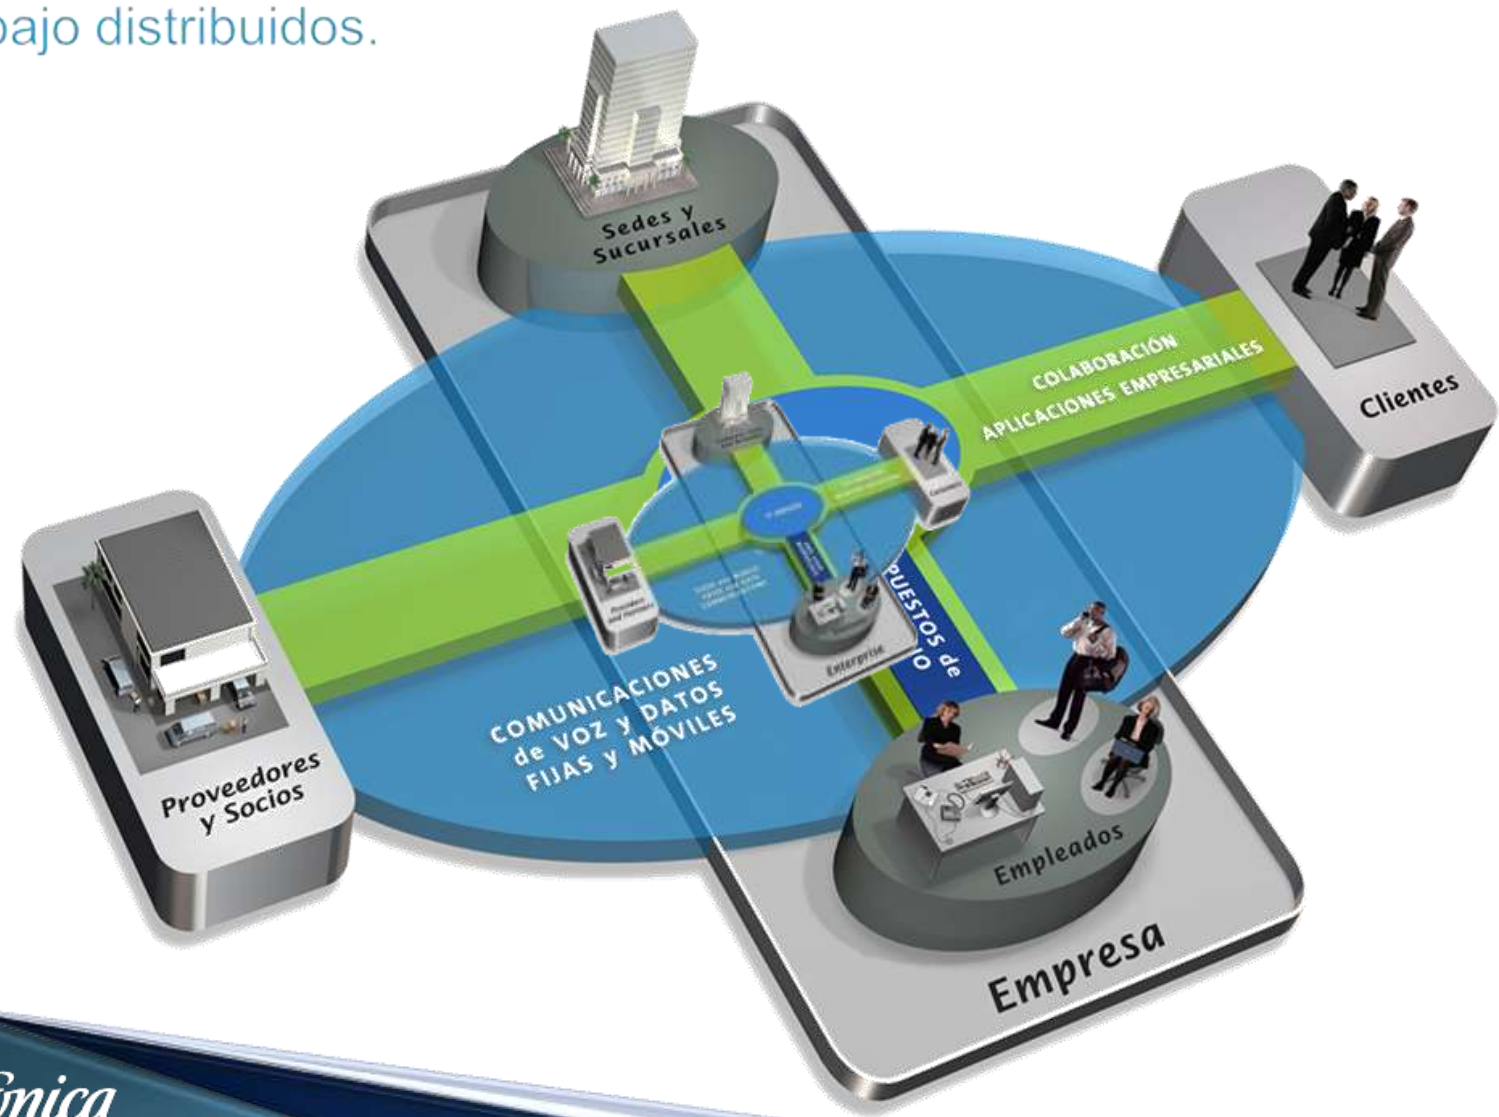 bajo distribuidos.
Sedes y
Sucursales
COLABORACIÓN
APLICACIONES EMPRESARIALES
Clientes
PUESTOS de
Enterprise
COMUNICACIONES
de VOZ y DATOS
FIJAS y MÓVILES
Proveedores
y Socios
Empleados
Empresa